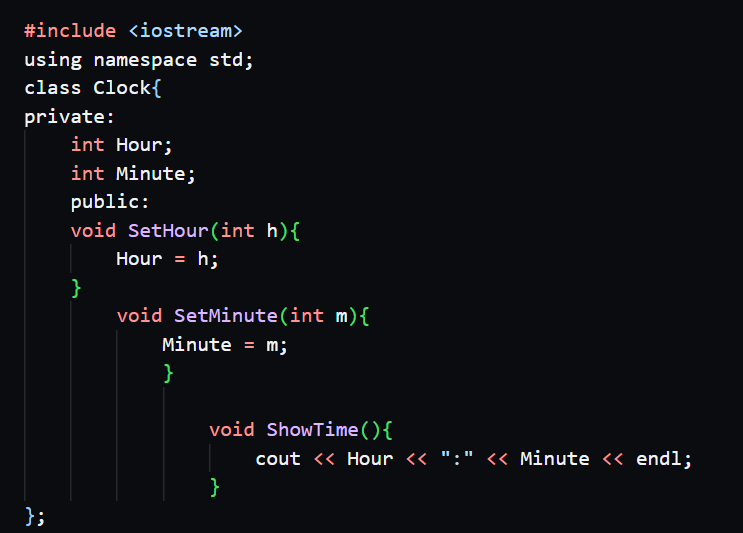 #include <iostream>
using namespace std;
class Clock{
private:
    int Hour;
    int Minute;
    public:
    void SetHour(int h){
        Hour = h;
    }
        void SetMinute(int m){
            Minute = m;
            }

                void ShowTime(){
                    cout << Hour << ":" << Minute << endl;
                }
};